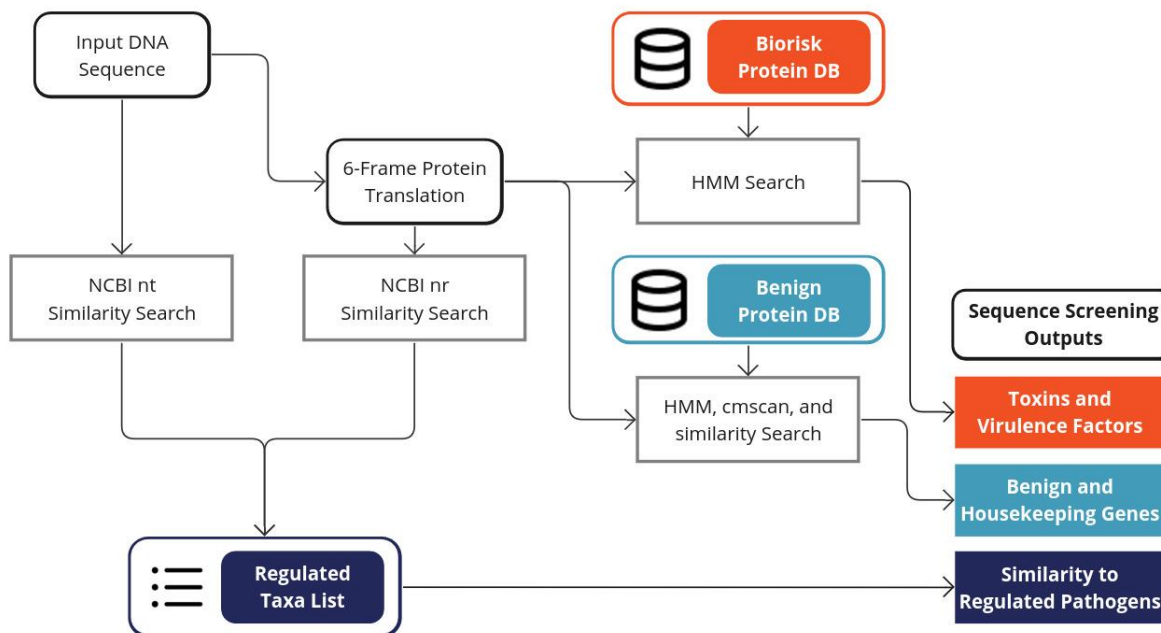 Input DNA
Sequence
Biorisk
Protein DB
6-Frame Protein
Translation
HMM Search
NCBI nt
Similarity Search
NCBI nr
Similarity Search
Benign
Protein DB
Sequence Screening
Outputs
HMM, cmscan, and
similarity Search
Toxins and
Virulence Factors
Benign and
Housekeeping Genes
Regulated
Taxa List
Similarity to
Regulated Pathogens